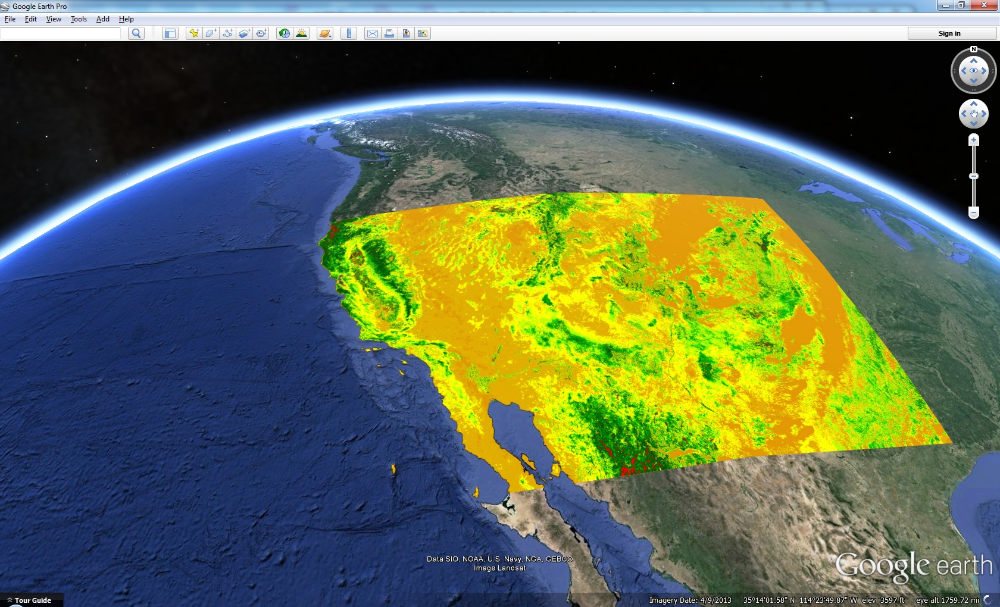 Google Earth Pro
File Edit View Tools Add Help
Sign in
N
Data SIO, NOAA, U.S. Navy, NGA, GEBCO
Image Landsat
Google earth
Tour Guide
Imagery Date: 4/9/2013 35°14'01.58" N 114°23'49.87" W elev 3597 ft eye alt 1759.72 mi